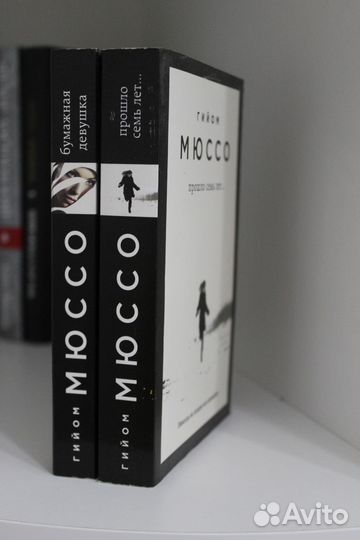 бумажная
девушка
гийом МЮССО
прошло
семь лет...
гийом МЮССО
гийом
МЮССО
прошло семь лет...
Avito